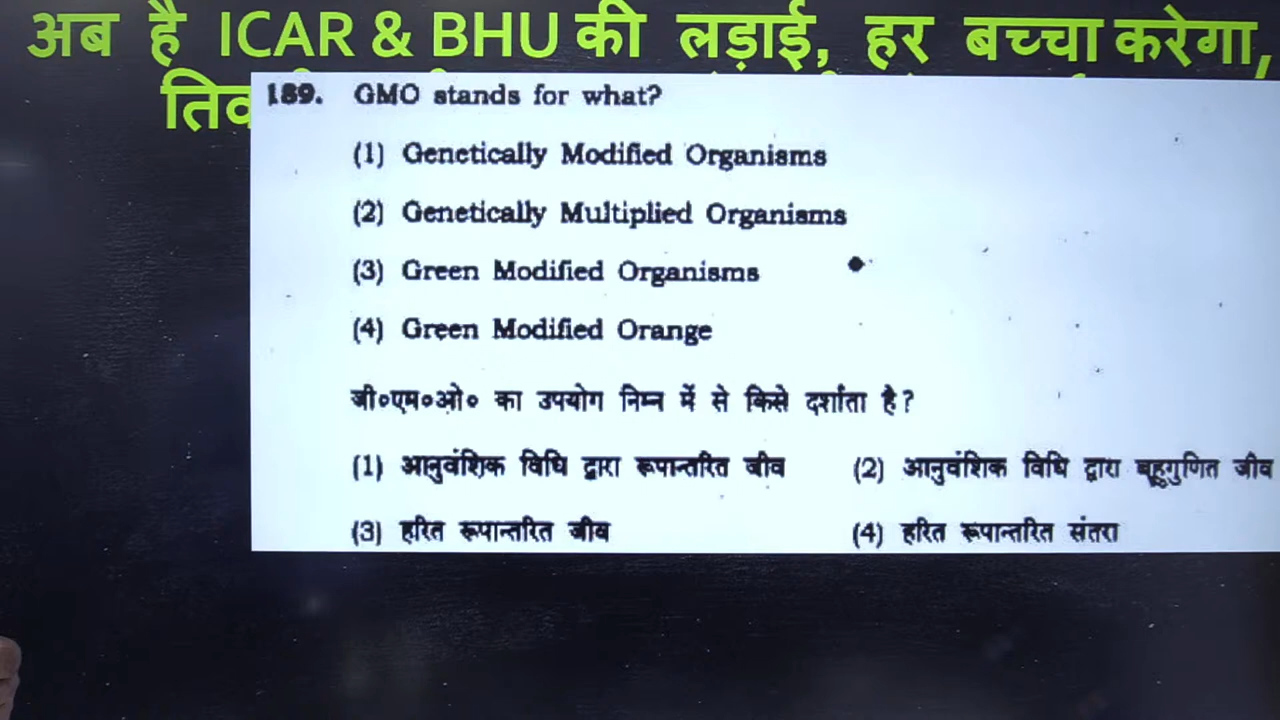 अब है ICAR & BHU की लड़ाई, हर बच्चा करेगा,
189. GMO stands for what?
(1) Genetically Modified Organisms
(2) Genetically Multiplied Organisms
(3) Green Modified Organisms
(4) Green Modified Orange
जी०एम०ओ० का उपयोग निम्न में से किसे दर्शाता है?
(1) आनुवंशिक विधि द्वारा रूपान्तरित जीव (2) आनुवंशिक विधि द्वारा बहुगुणित जीव
(3) हरित रूपान्तरित जीव (4) हरित रूपान्तरित संतरा